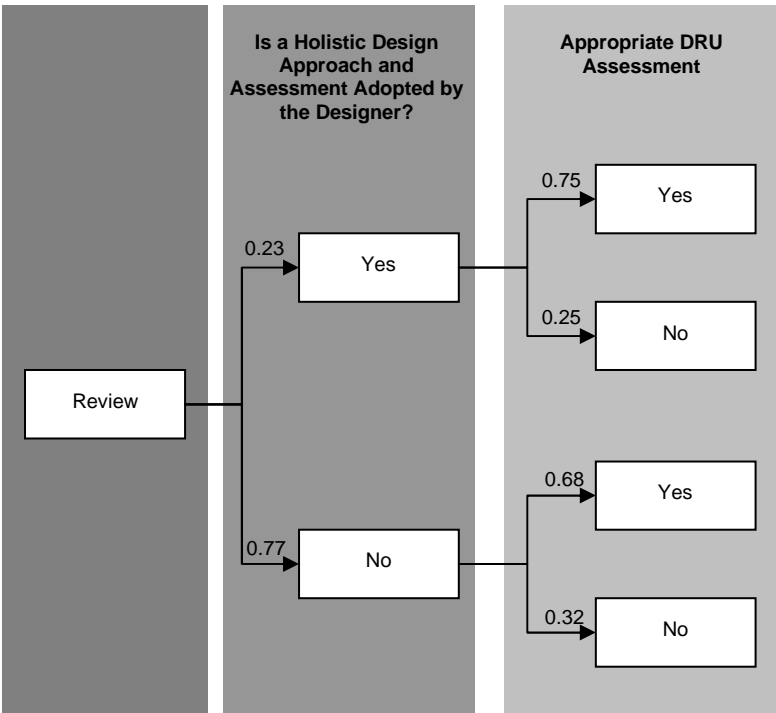 Is a Holistic Design
Approach and
Assessment Adopted by
the Designer?
Appropriate DRU
Assessment
0.75
Yes
0.23
Yes
0.25
No
Review
0.68
Yes
0.77
No
0.32
No